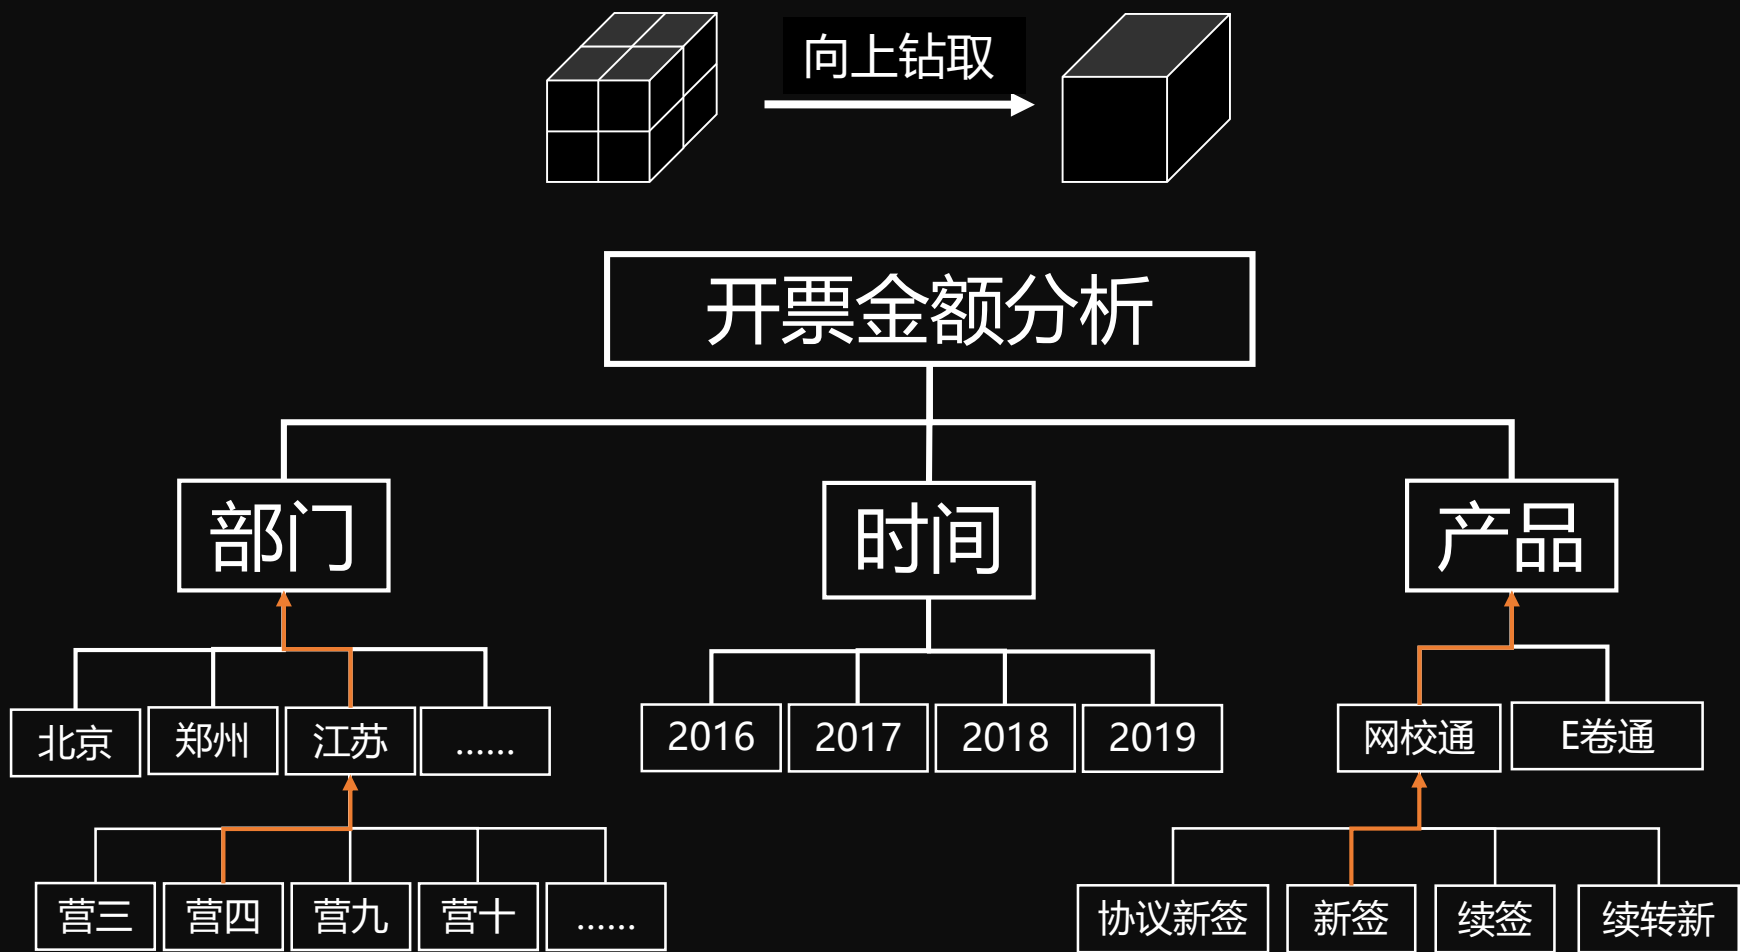 向上钻取
开票金额分析
部门
时间
产品
北京
郑州
江苏
......
2016
2017
2018
2019
网校通
E卷通
营三
营四
营九
营十
......
协议新签
新签
续签
续转新